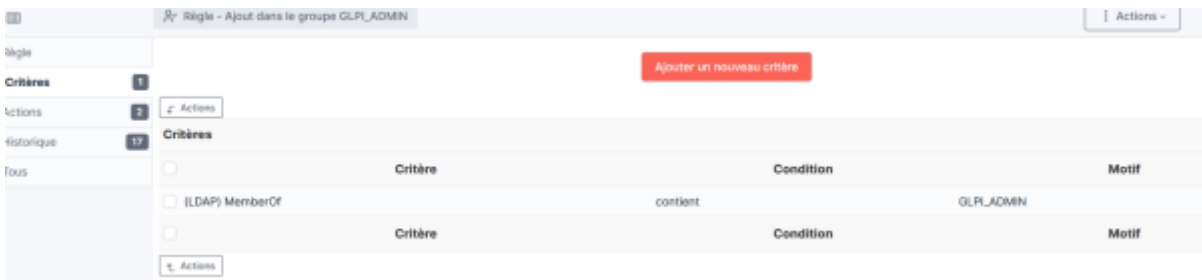 Règle - Ajout dans le groupe GLPI_ADMIN
Actions
Règle
Ajouter un nouveau critère
Critères 1
Actions 2
Actions
Historique 17
Critères
Tous
Critère Condition Motif
(LDAP) MemberOf contient GLPI_ADMIN
Critère Condition Motif
Actions